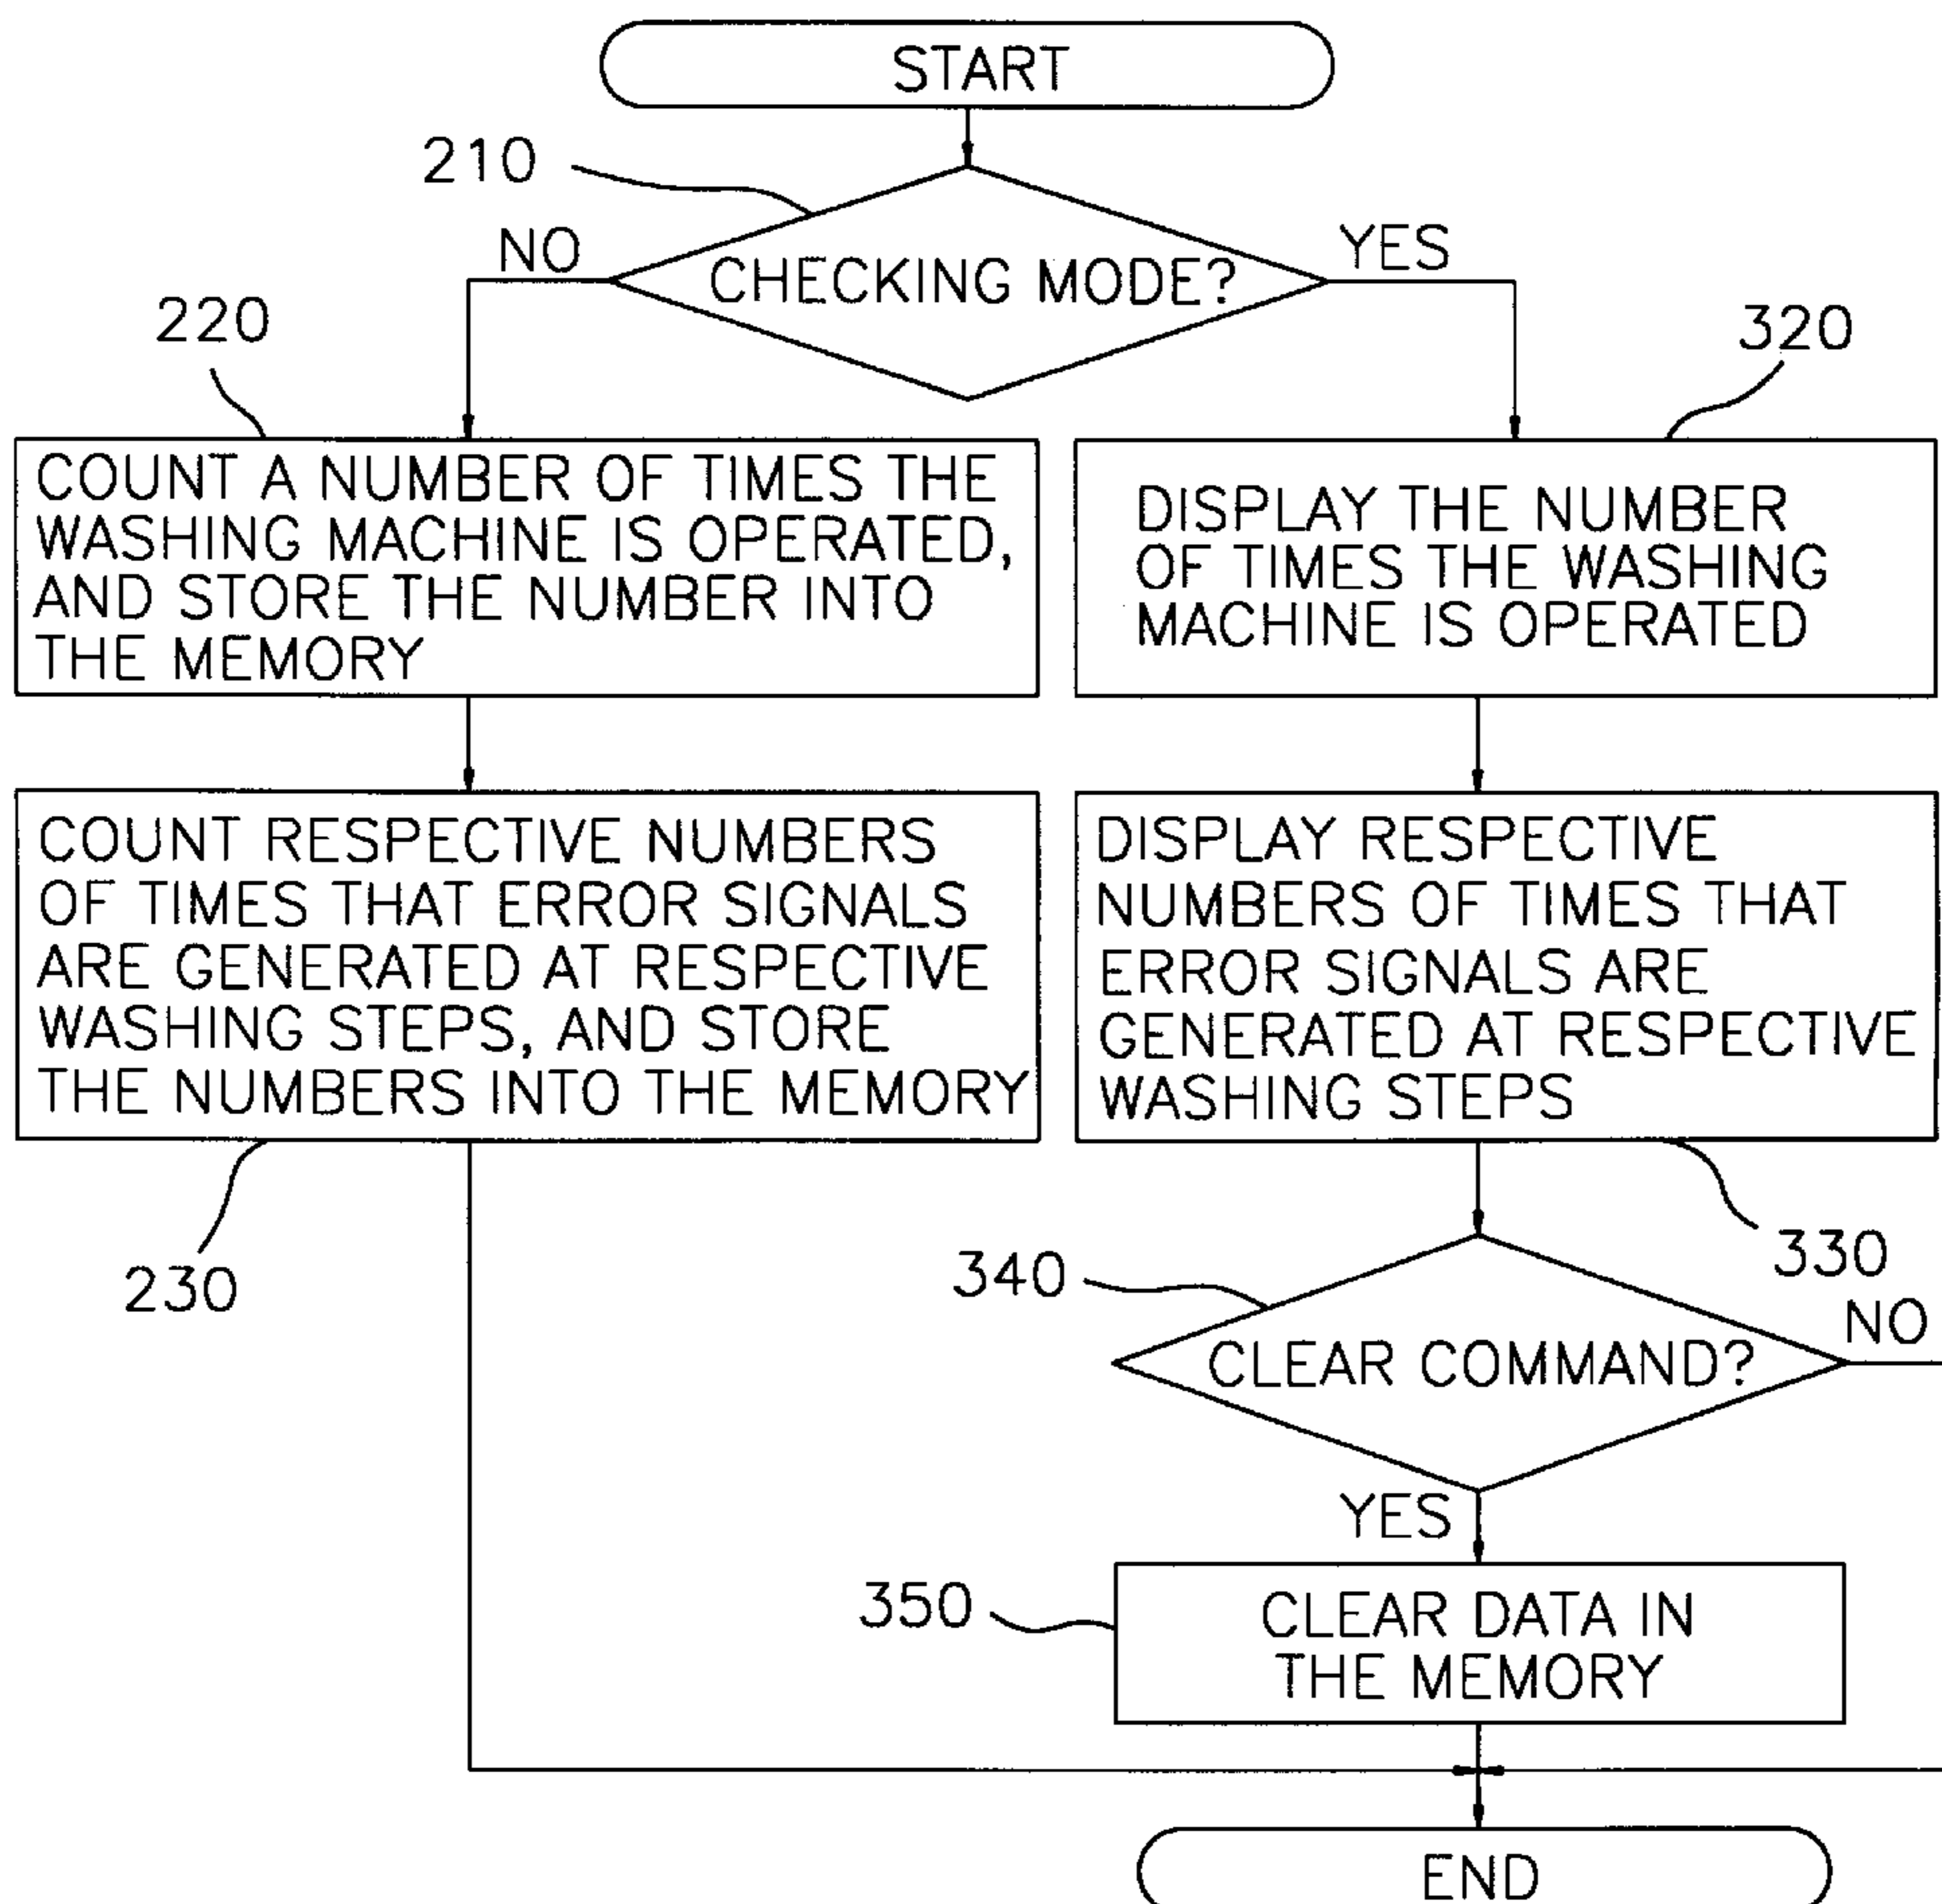 START
210
NO
CHECKING MODE?
YES
220
320
COUNT A NUMBER OF TIMES THE
WASHING MACHINE IS OPERATED,
AND STORE THE NUMBER INTO
THE MEMORY
DISPLAY THE NUMBER
OF TIMES THE WASHING
MACHINE IS OPERATED
COUNT RESPECTIVE NUMBERS
OF TIMES THAT ERROR SIGNALS
ARE GENERATED AT RESPECTIVE
WASHING STEPS, AND STORE
THE NUMBERS INTO THE MEMORY
DISPLAY RESPECTIVE
NUMBERS OF TIMES THAT
ERROR SIGNALS ARE
GENERATED AT RESPECTIVE
WASHING STEPS
230
330
340
CLEAR COMMAND?
NO
YES
350
CLEAR DATA IN
THE MEMORY
END